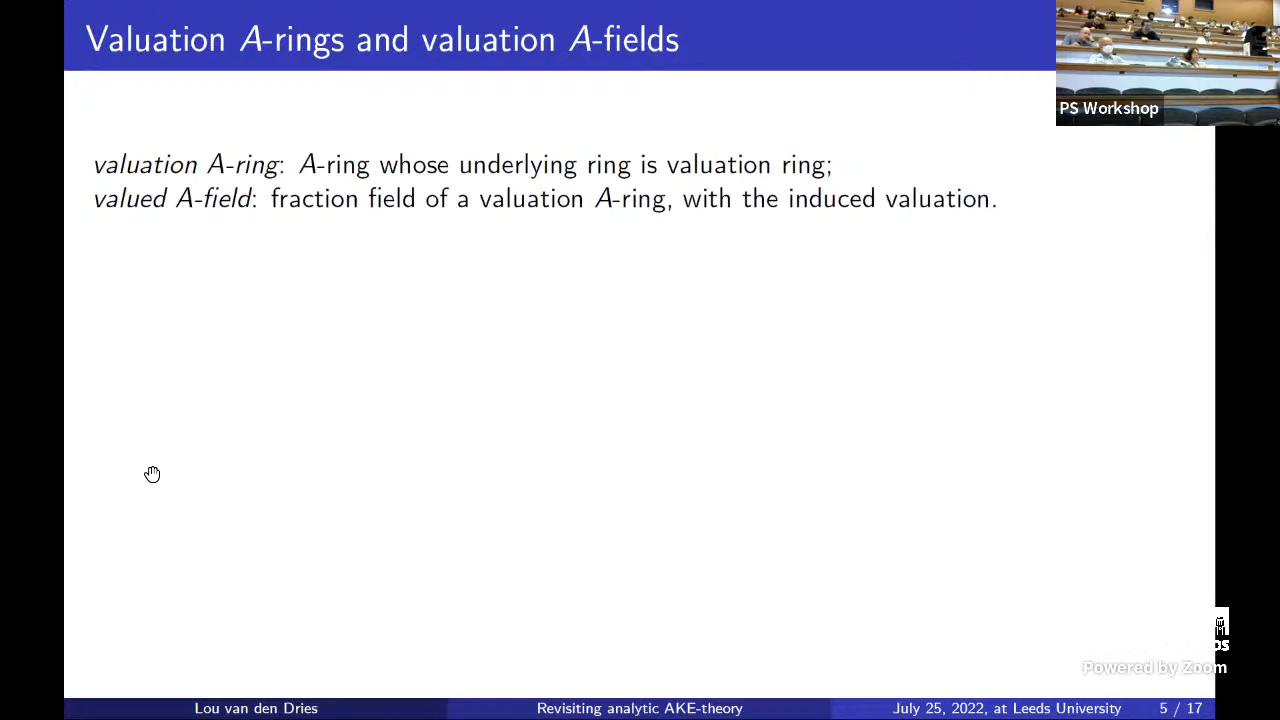 Valuation A-rings and valuation A-fields
PS Workshop
valuation A-ring: A-ring whose underlying ring is valuation ring;
valued A-field: fraction field of a valuation A-ring, with the induced valuation.
Powered by Zoom
Lou van den Dries Revisiting analytic AKE-theory July 25, 2022, at Leeds University 5 / 17